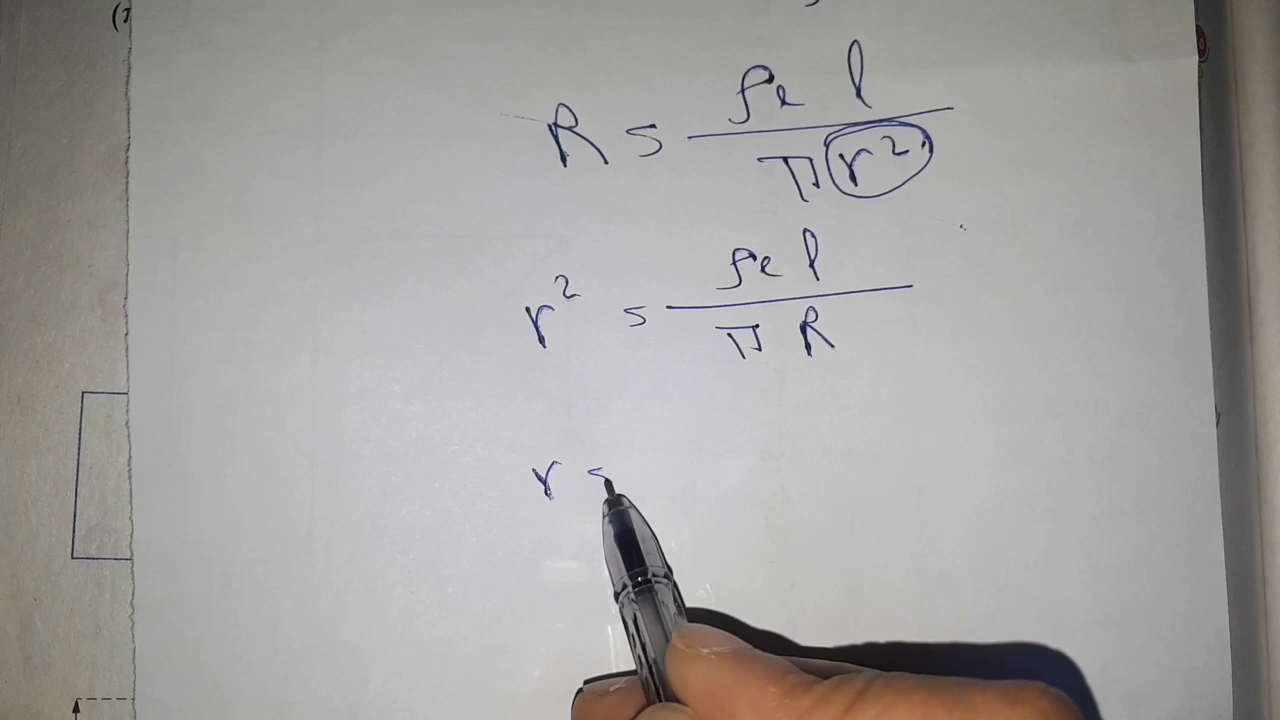 R = ρe l / π r²
r² = ρe l / π R
r =